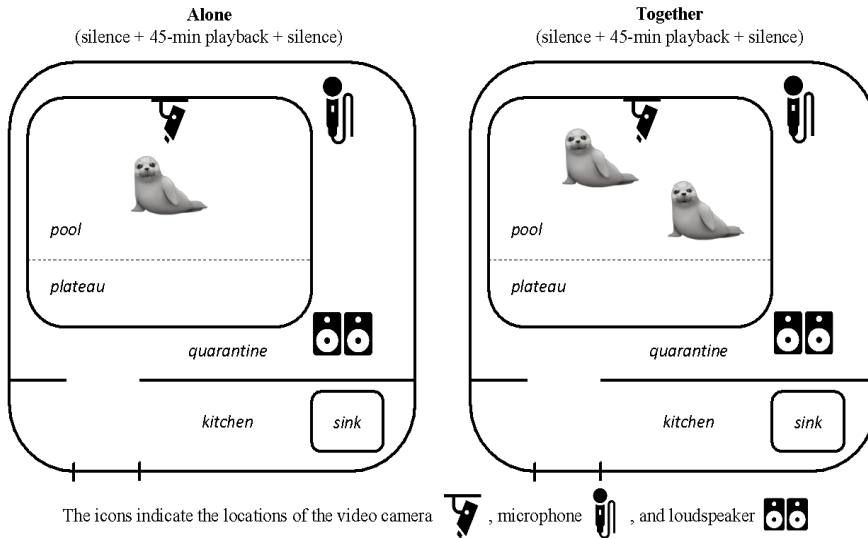 Alone
(silence + 45-min playback + silence)
pool
plateau
quarantine
kitchen
sink
Together
(silence + 45-min playback + silence)
pool
plateau
quarantine
kitchen
sink
The icons indicate the locations of the video camera , microphone , and loudspeaker